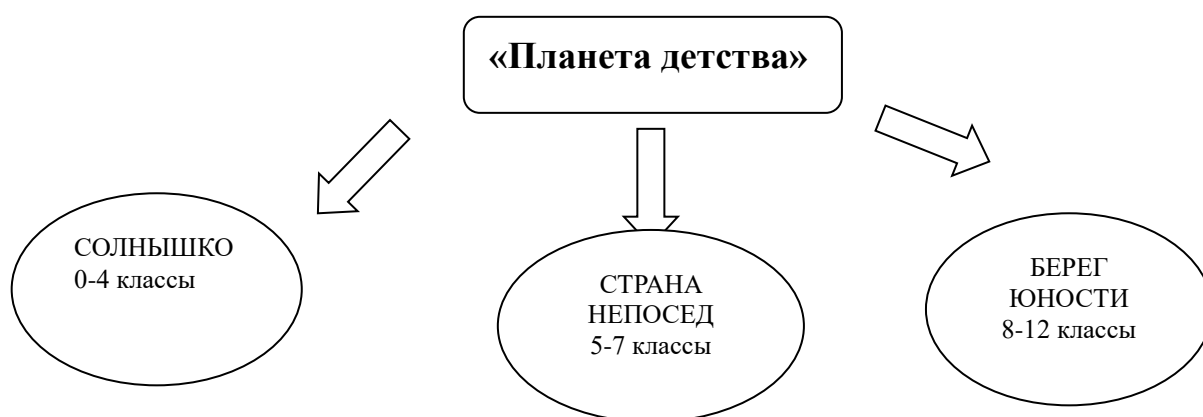 «Планета детства»
СОЛНЫШКО
0-4 классы
СТРАНА
НЕПОСЕД
5-7 классы
БЕРЕГ
ЮНОСТИ
8-12 классы